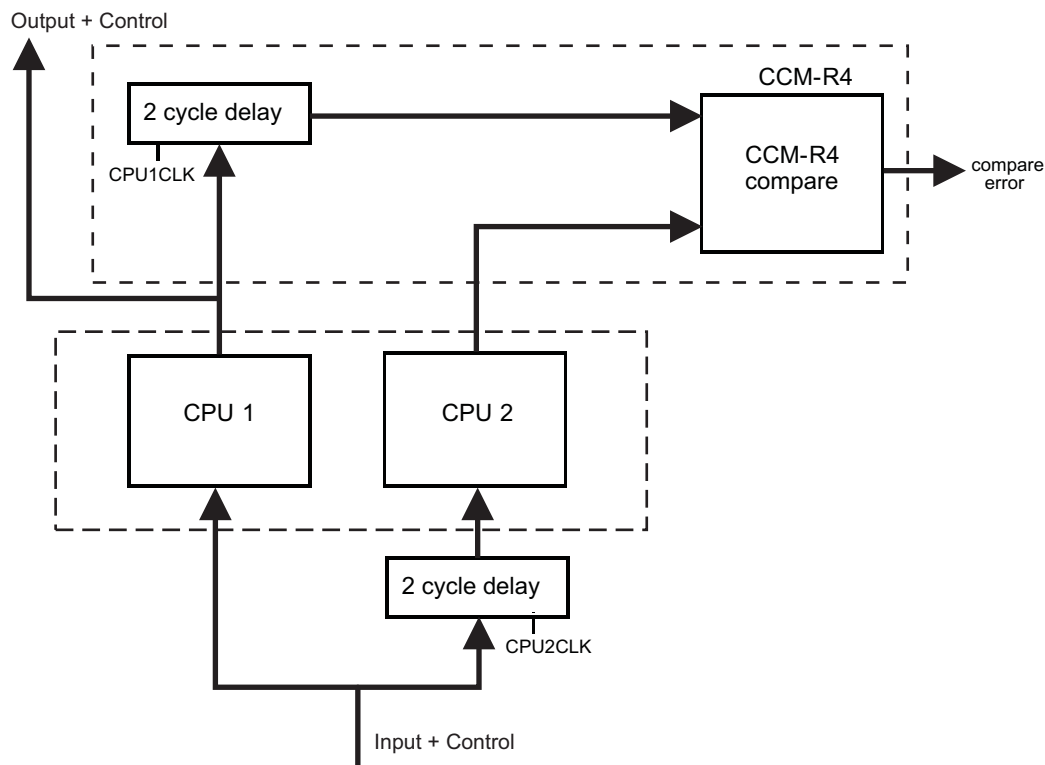 Output + Control
CCM-R4
2 cycle delay
CPU1CLK
CCM-R4
compare
compare
error
CPU 1
CPU 2
2 cycle delay
CPU2CLK
Input + Control